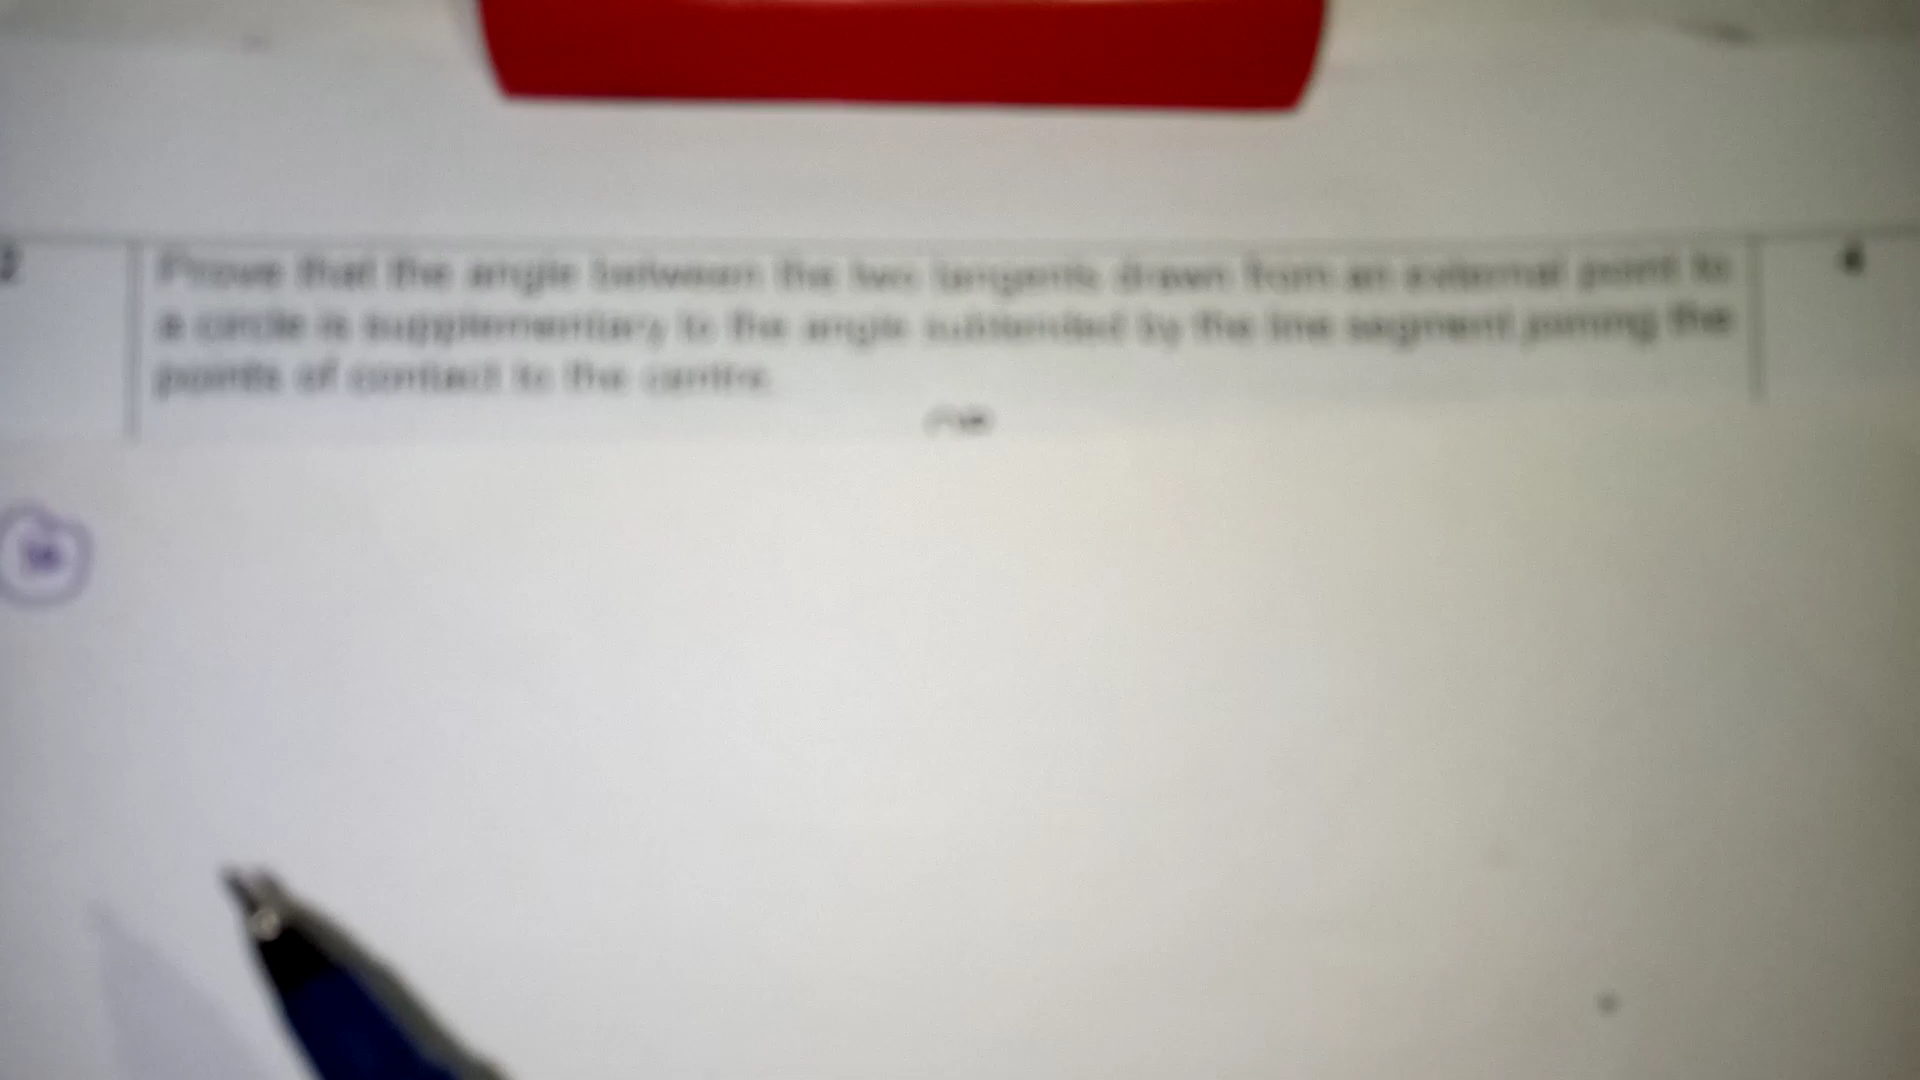 Prove that the angle between the two tangents drawn from an external point to
a circle is supplementary to the angle subtended by the line segment joining the
points of contact to the centre.